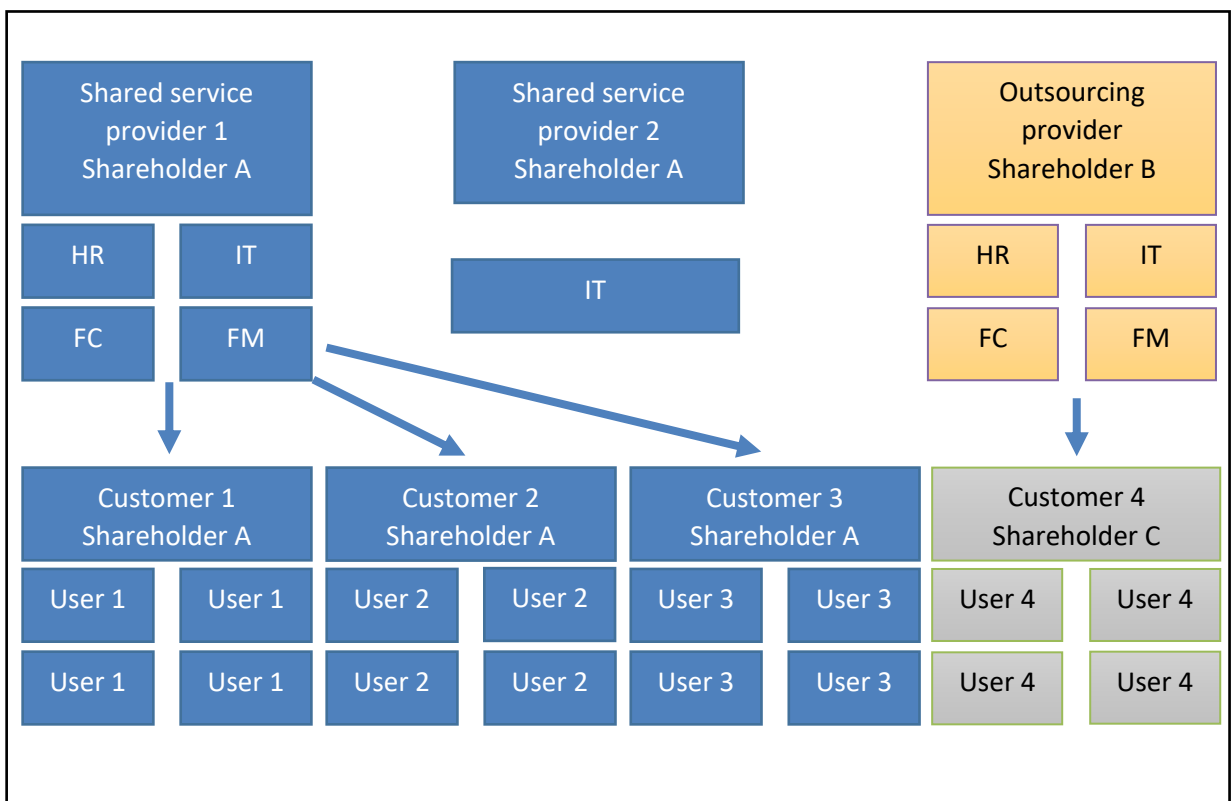 Shared service
provider 1
Shareholder A
Shared service
provider 2
Shareholder A
Outsourcing
provider
Shareholder B
HR
IT
FC
FM
IT
HR
IT
FC
FM
Customer 1
Shareholder A
Customer 2
Shareholder A
Customer 3
Shareholder A
Customer 4
Shareholder C
User 1
User 1
User 2
User 2
User 3
User 3
User 4
User 4
User 1
User 1
User 2
User 2
User 3
User 3
User 4
User 4